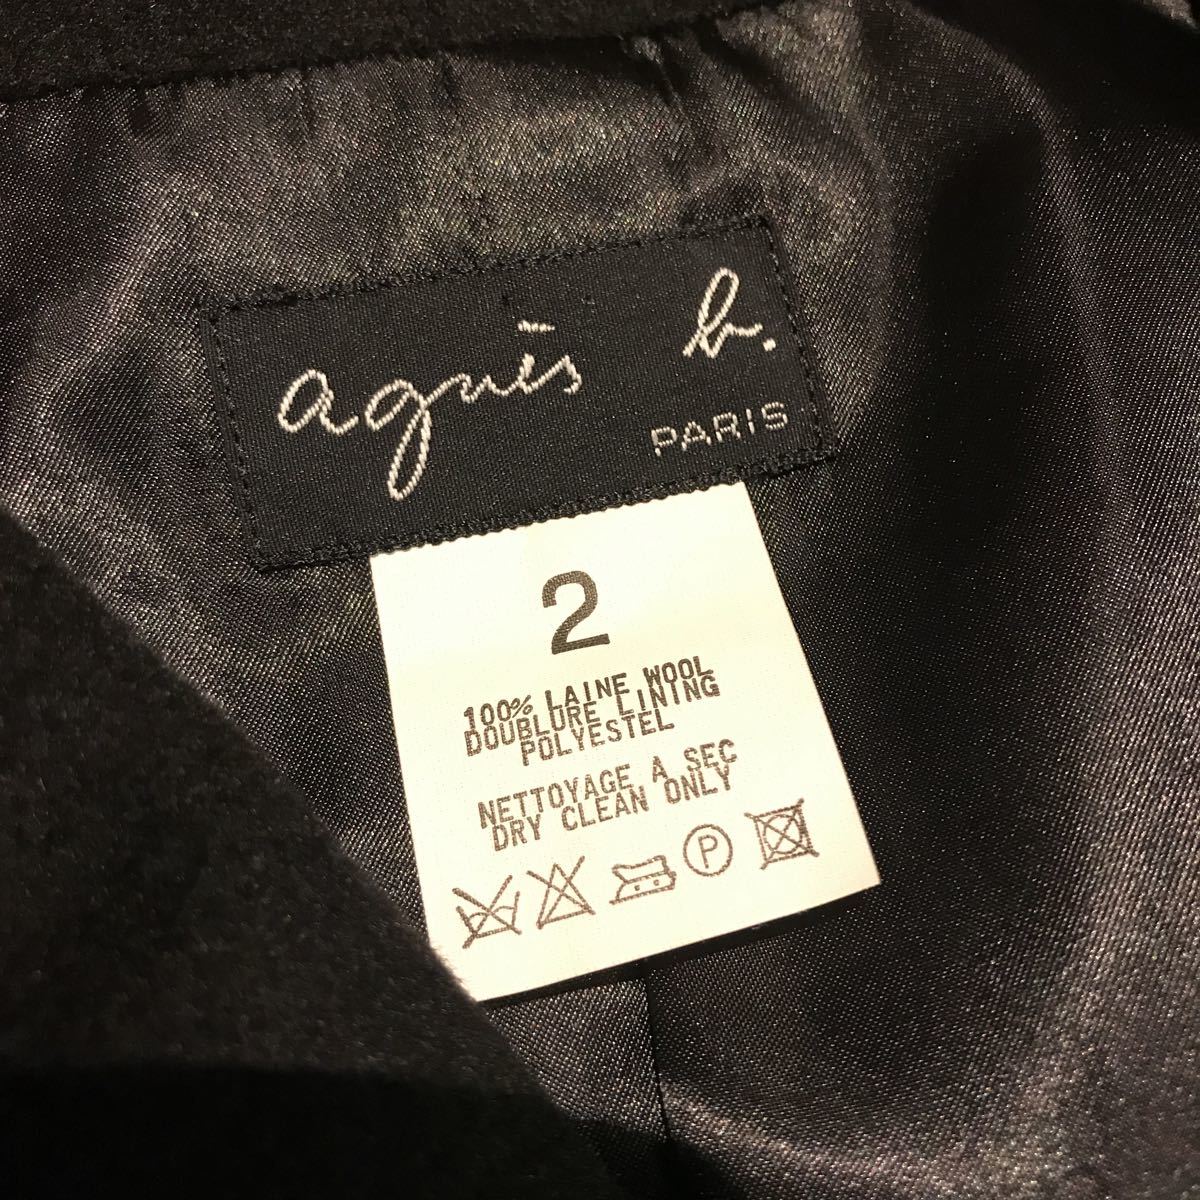 agnès b.
PARIS
2
100% LAINE WOOL
DOUBLURE LINING
POLYESTEL
NETTOYAGE A SEC
DRY CLEAN ONLY
P